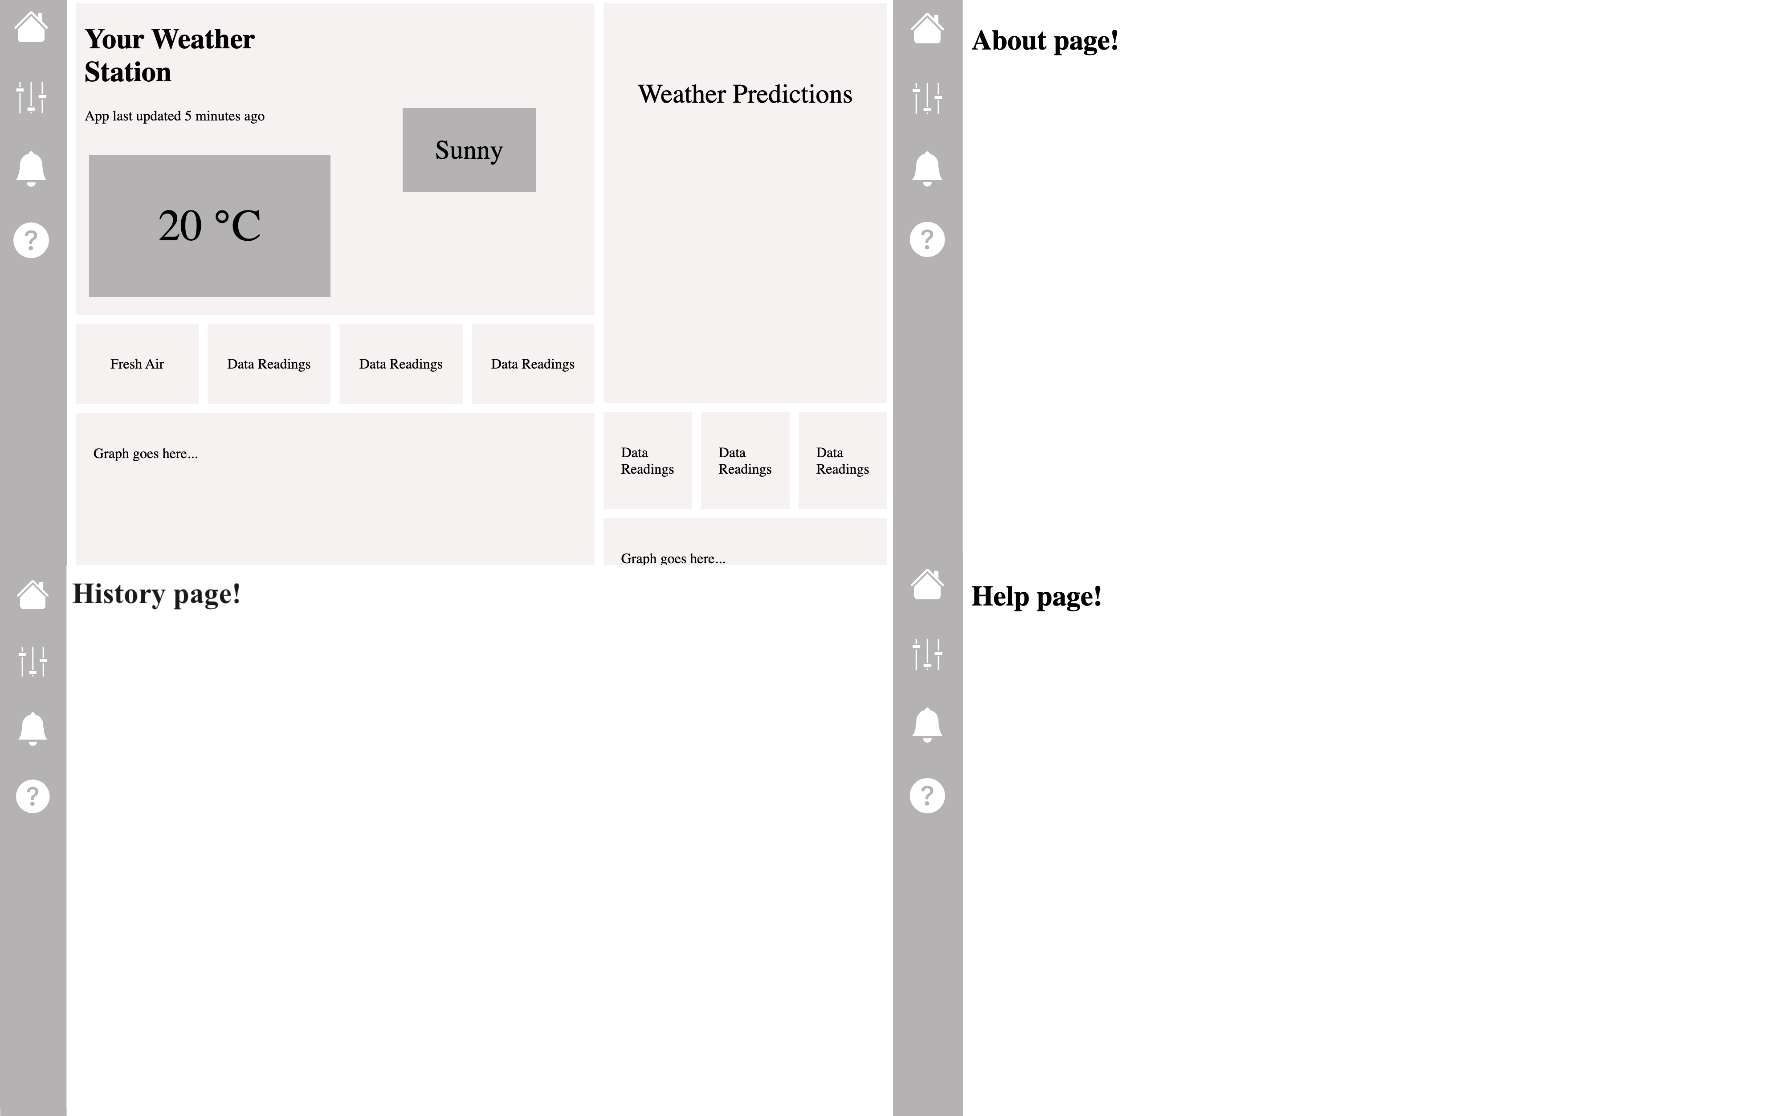 Your Weather
Station
App last updated 5 minutes ago
20 °C
Sunny
Weather Predictions
Fresh Air
Data Readings
Data Readings
Data Readings
Graph goes here...
Data
Readings
Data
Readings
Data
Readings
Graph goes here...
?
About page!
?
History page!
?
Help page!
?